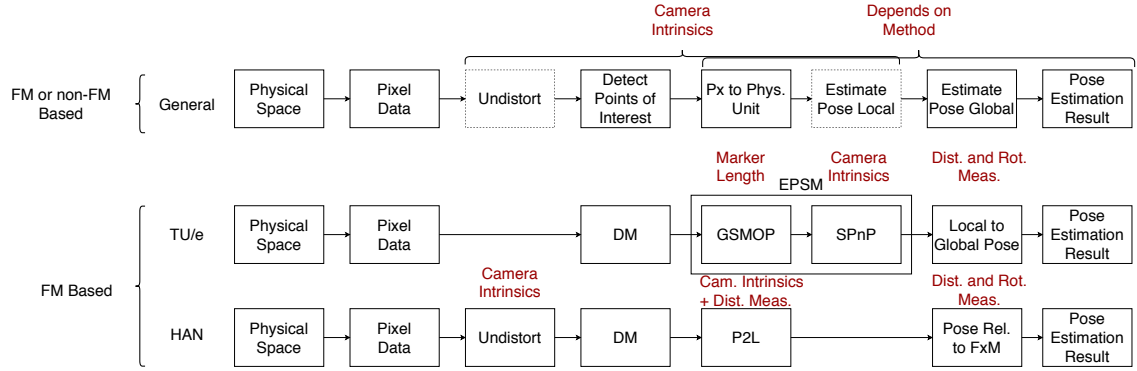 Camera
Intrinsics
Depends on
Method
FM or non-FM
Based
General
Physical
Space
Pixel
Data
Undistort
Detect
Points of
Interest
Px to Phys.
Unit
Estimate
Pose Local
Estimate
Pose Global
Pose
Estimation
Result
Marker
Length
Camera
Intrinsics
Dist. and Rot.
Meas.
EPSM
FM Based
TU/e
Physical
Space
Pixel
Data
DM
GSMOP
SPnP
Local to
Global Pose
Pose
Estimation
Result
Camera
Intrinsics
Cam. Intrinsics
+ Dist. Meas.
Dist. and Rot.
Meas.
HAN
Physical
Space
Pixel
Data
Undistort
DM
P2L
Pose Rel.
to FxM
Pose
Estimation
Result